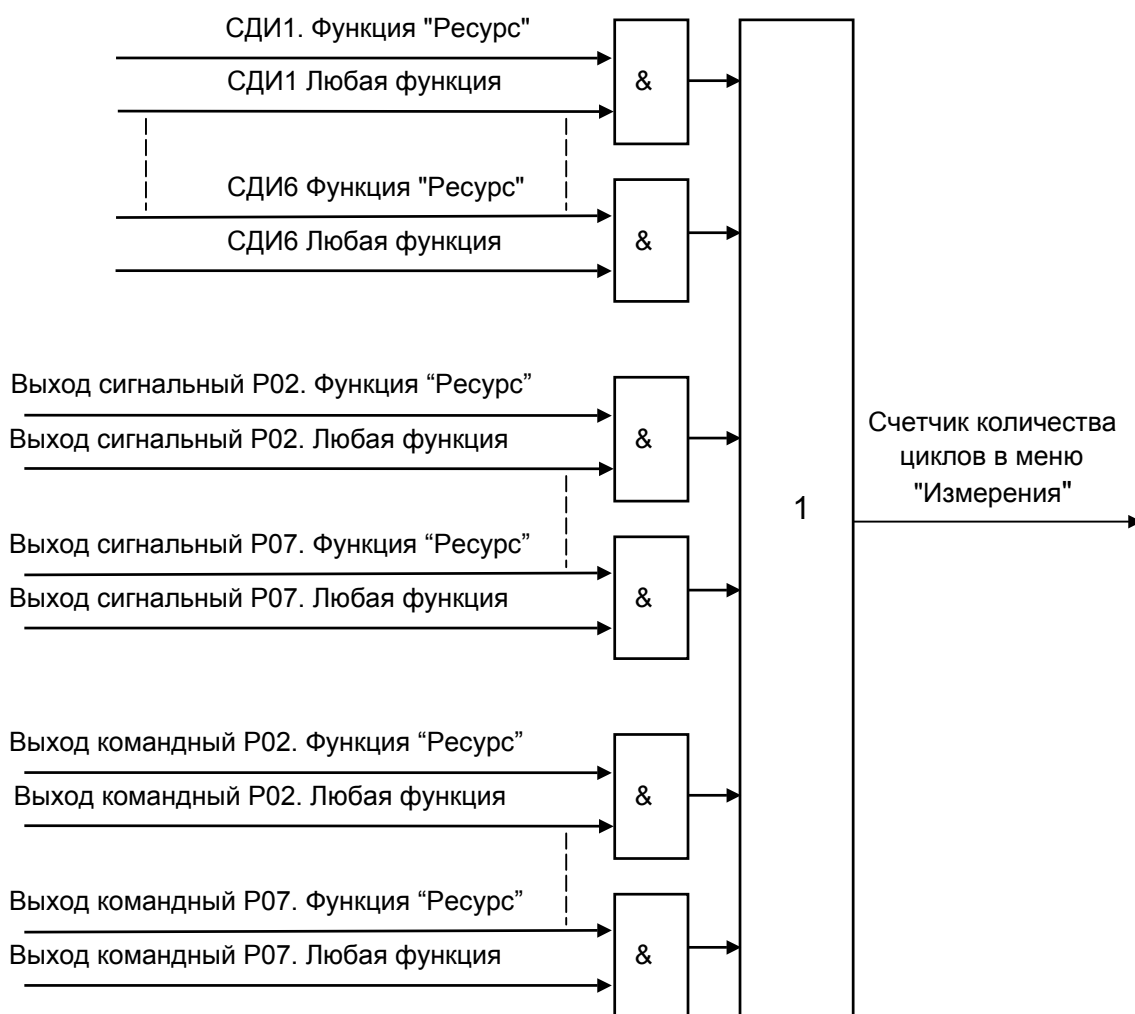 СДИ1. Функция "Ресурс"
СДИ1 Любая функция
&
СДИ6 Функция "Ресурс"
СДИ6 Любая функция
&
Выход сигнальный Р02. Функция “Ресурс”
Выход сигнальный Р02. Любая функция
&
Выход сигнальный Р07. Функция “Ресурс”
Выход сигнальный Р07. Любая функция
&
Выход командный Р02. Функция “Ресурс”
Выход командный Р02. Любая функция
&
Выход командный Р07. Функция “Ресурс”
Выход командный Р07. Любая функция
&
1
Счетчик количества
циклов в меню
"Измерения"